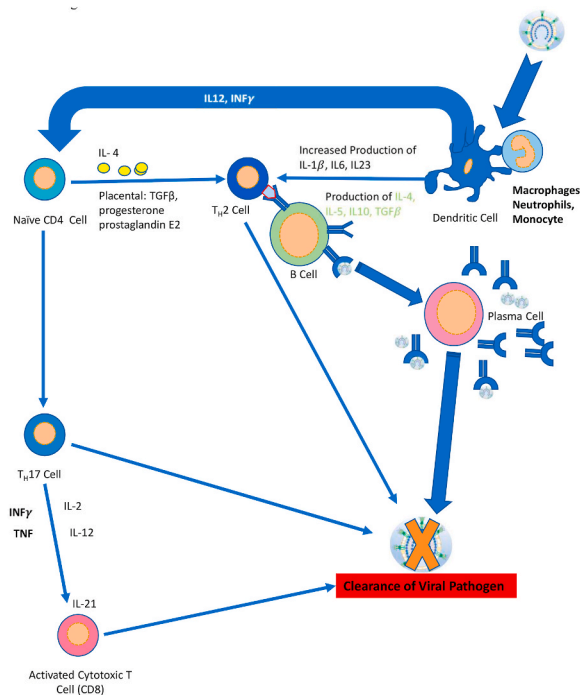 IL12, INFγ
IL- 4
Increased Production of
IL-1β, IL6, IL23
Macrophages
Neutrophils,
Monocyte
Placental: TGFβ,
progesterone
prostaglandin E2
Naïve CD4 Cell
TH2 Cell
Production of IL-4,
IL-5, IL10, TGFβ
Dendritic Cell
B Cell
Plasma Cell
TH17 Cell
INFγ
IL-2
TNF
IL-12
Clearance of Viral Pathogen
IL-21
Activated Cytotoxic T
Cell (CD8)